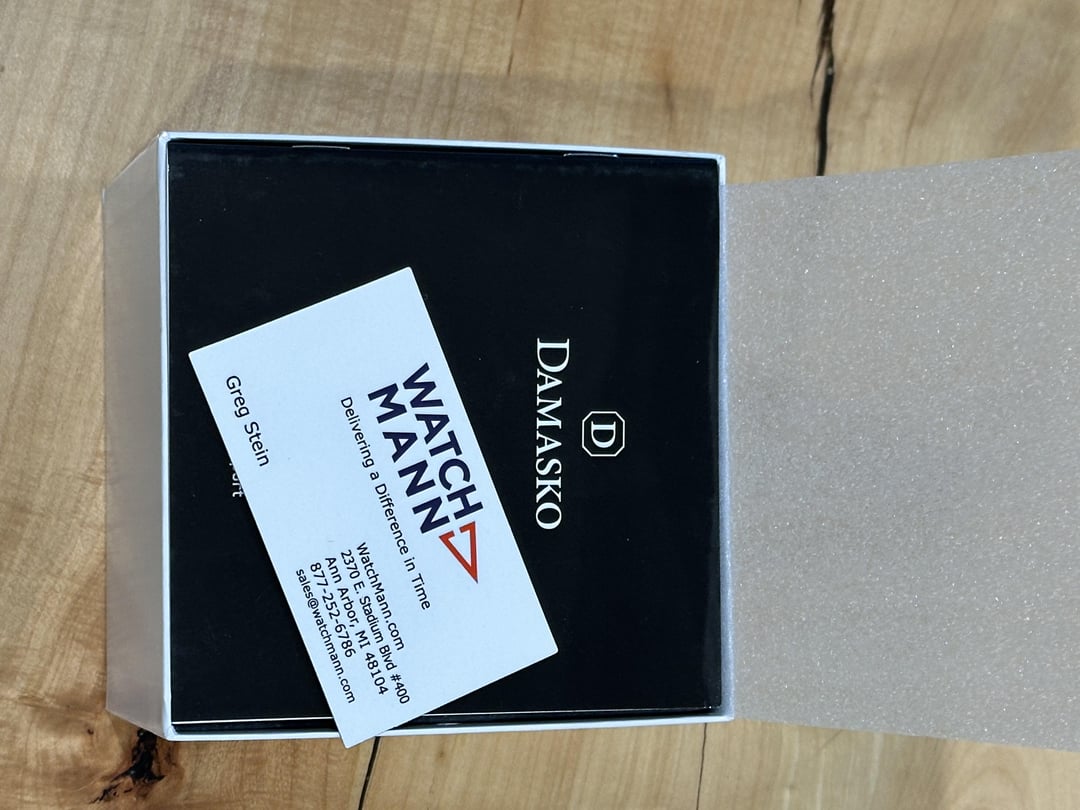 D
DAMASKO
WATCH
MANN
Delivering a Difference in Time
WatchMann.com
2370 E. Stadium Blvd #400
Ann Arbor, MI 48104
877-252-6786
sales@watchmann.com
Greg Stein